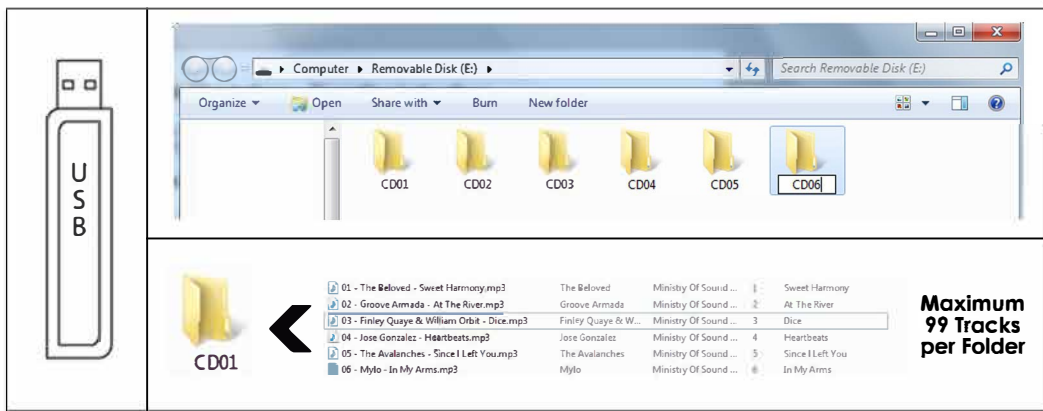 U
S
B
Computer Removable Disk (E:)
Search Removable Disk (E:)
Organize Open Share with Burn New folder
CD01 CD02 CD03 CD04 CD05 CD06
CD01
01 - The Beloved - Sweet Harmony.mp3 The Beloved Ministry Of Sound ... 1 Sweet Harmony
02 - Groove Armada - At The River.mp3 Groove Armada Ministry Of Sound ... 2 At The River
03 - Finley Quaye & William Orbit - Dice.mp3 Finley Quaye & W... Ministry Of Sound ... 3 Dice
04 - Jose Gonzalez - Heartbeats.mp3 Jose Gonzalez Ministry Of Sound ... 4 Heartbeats
05 - The Avalanches - Since I Left You.mp3 The Avalanches Ministry Of Sound ... 5 Since I Left You
06 - Mylo - In My Arms.mp3 Mylo Ministry Of Sound ... 6 In My Arms
Maximum
99 Tracks
per Folder